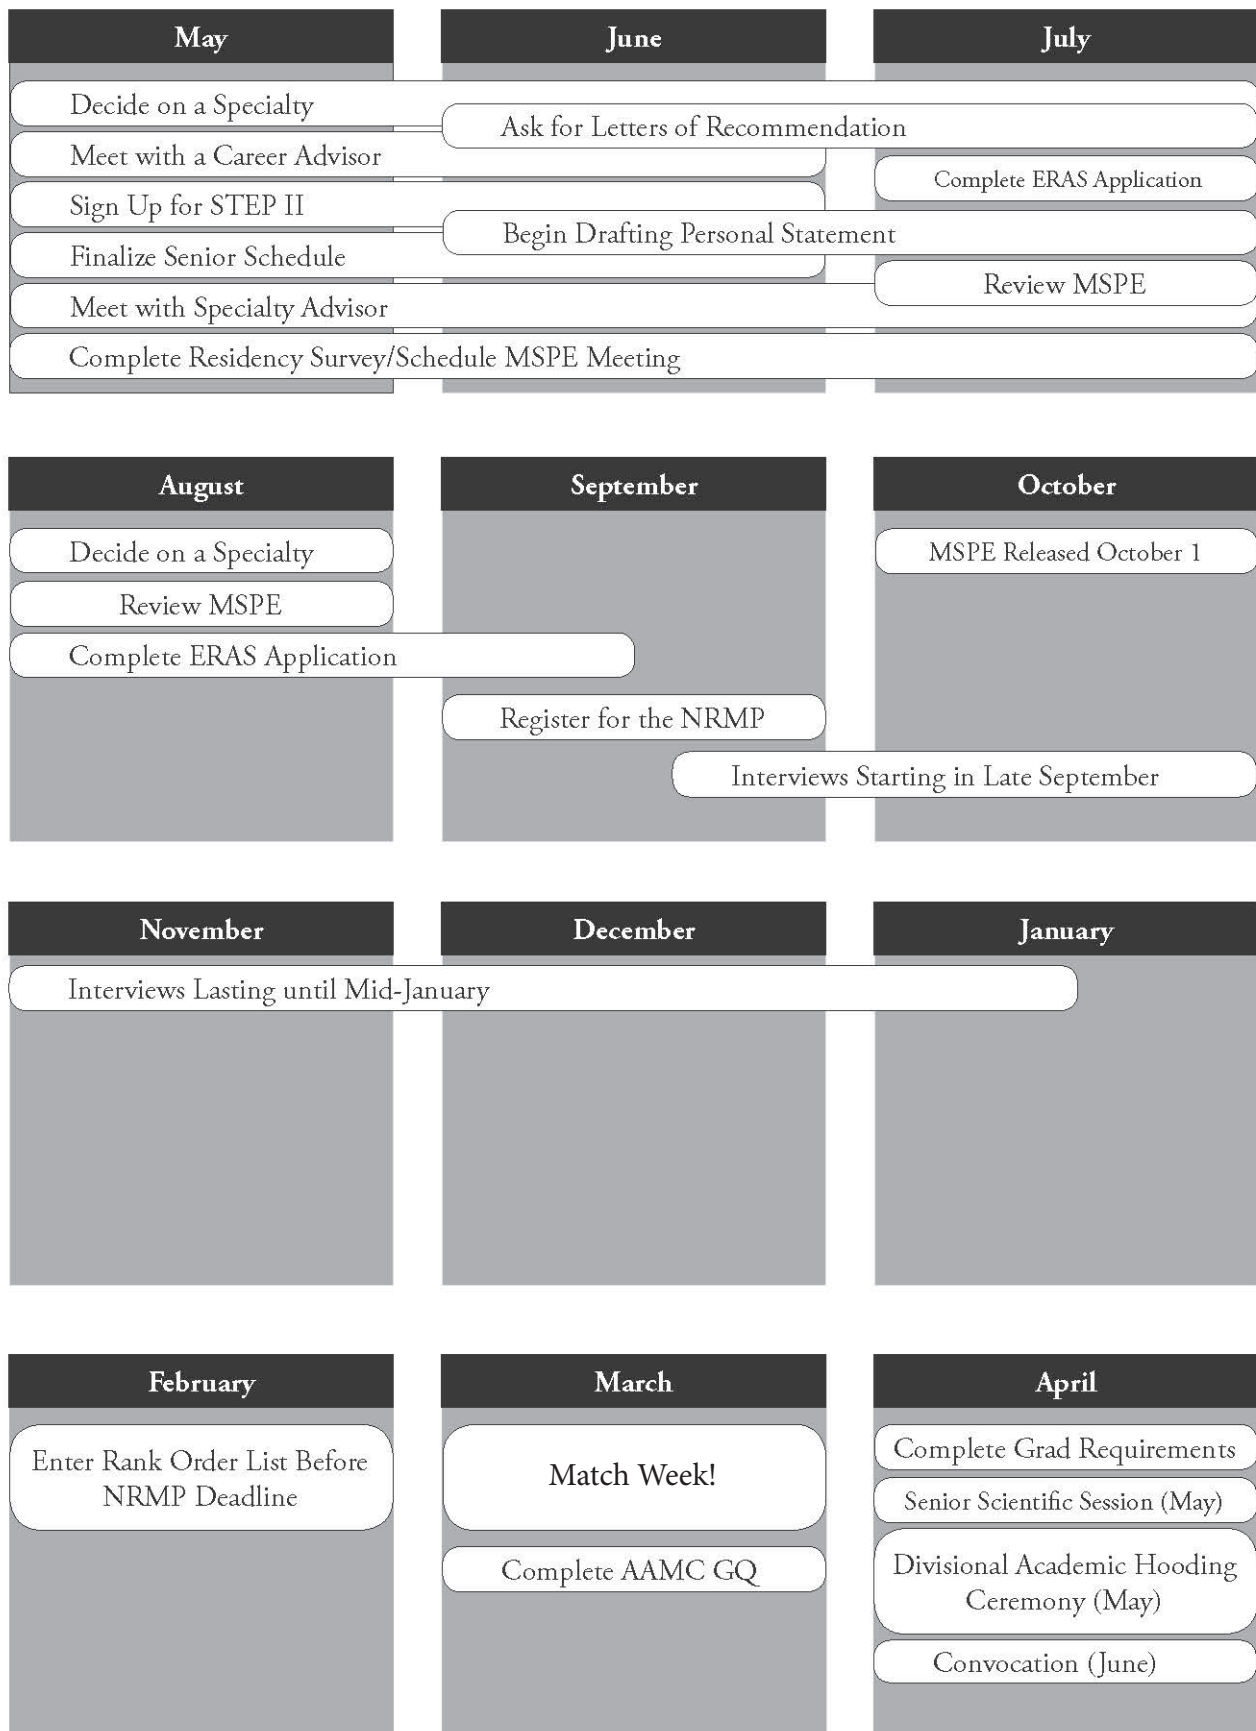 May
June
July
Decide on a Specialty
Ask for Letters of Recommendation
Meet with a Career Advisor
Complete ERAS Application
Sign Up for STEP II
Begin Drafting Personal Statement
Finalize Senior Schedule
Review MSPE
Meet with Specialty Advisor
Complete Residency Survey/Schedule MSPE Meeting
August
September
October
Decide on a Specialty
MSPE Released October 1
Review MSPE
Complete ERAS Application
Register for the NRMP
Interviews Starting in Late September
November
December
January
Interviews Lasting until Mid-January
February
March
April
Enter Rank Order List Before
NRMP Deadline
Match Week!
Complete AAMC GQ
Complete Grad Requirements
Senior Scientific Session (May)
Divisional Academic Hooding
Ceremony (May)
Convocation (June)